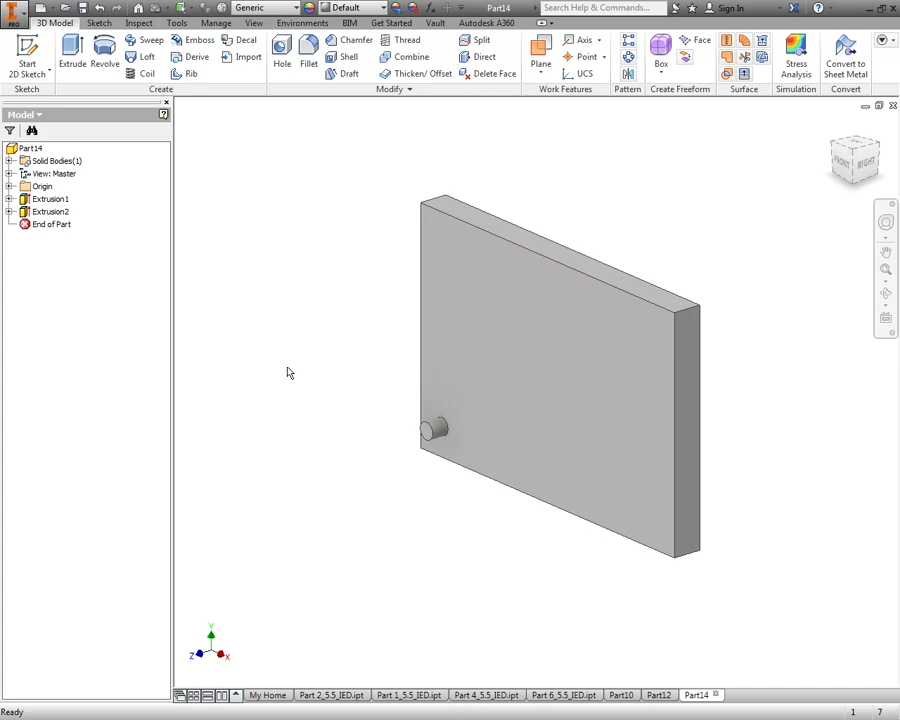 PRO
Generic
Default
Part14
Search Help & Commands...
Sign In
3D Model Sketch Inspect Tools Manage View Environments BIM Get Started Vault Autodesk A360
Start
2D Sketch
Extrude
Revolve
Sweep
Loft
Coil
Emboss
Derive
Rib
Decal
Import
Hole
Fillet
Chamfer
Shell
Draft
Thread
Combine
Thicken/ Offset
Split
Direct
Delete Face
Plane
Axis
Point
UCS
Box
Face
Stress
Analysis
Convert to
Sheet Metal
Sketch Create Modify Work Features Pattern Create Freeform Surface Simulation Convert
Model
Part14
Solid Bodies(1)
View: Master
Origin
Extrusion1
Extrusion2
End of Part
FRONT RIGHT
Y
Z X
My Home Part 2_5.5_IED.ipt Part 1_5.5_IED.ipt Part 4_5.5_IED.ipt Part 6_5.5_IED.ipt Part10 Part12 Part14
Ready 1 7